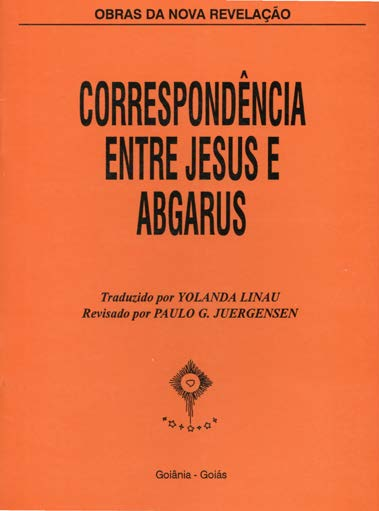 OBRAS DA NOVA REVELAÇÃO
CORRESPONDÊNCIA
ENTRE JESUS E
ABGARUS
Traduzido por YOLANDA LINAU
Revisado por PAULO G. JUERGENSEN
Goiânia - Goiás